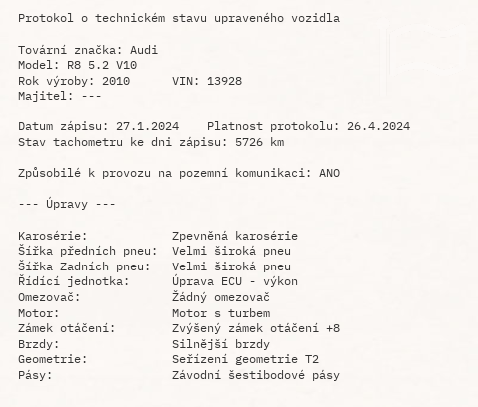 Protokol o technickém stavu upraveného vozidla
Tovární značka: Audi
Model: R8 5.2 V10
Rok výroby: 2010 VIN: 13928
Majitel: ---
Datum zápisu: 27.1.2024 Platnost protokolu: 26.4.2024
Stav tachometru ke dni zápisu: 5726 km
Způsobilé k provozu na pozemní komunikaci: ANO
--- Úpravy ---
Karosérie: Zpevněná karosérie
Šířka předních pneu: Velmi široká pneu
Šířka Zadních pneu: Velmi široká pneu
Řídící jednotka: Úprava ECU - výkon
Omezovač: Žádný omezovač
Motor: Motor s turbem
Zámek otáčení: Zvýšený zámek otáčení +8
Brzdy: Silnější brzdy
Geometrie: Seřízení geometrie T2
Pásy: Závodní šestibodové pásy